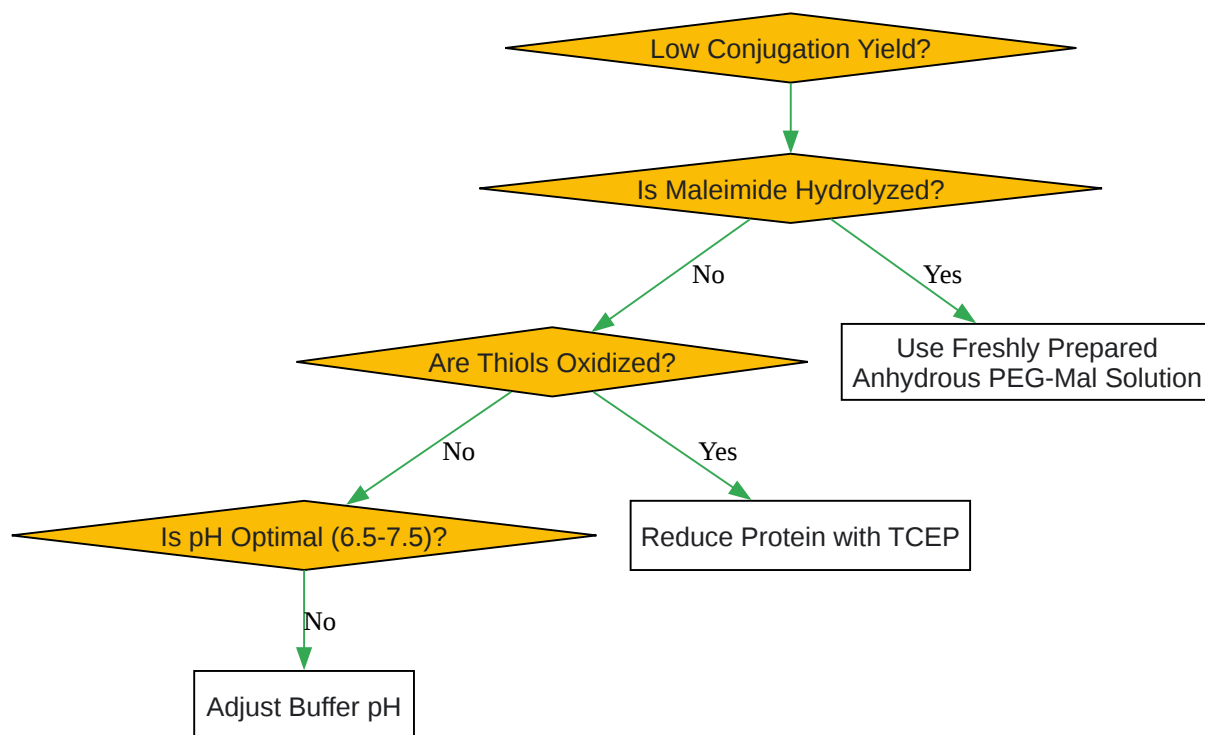 Low Conjugation Yield?
Is Maleimide Hydrolyzed?
No
Yes
Are Thiols Oxidized?
Use Freshly Prepared
Anhydrous PEG-Mal Solution
No
Yes
Is pH Optimal (6.5-7.5)?
Reduce Protein with TCEP
No
Adjust Buffer pH